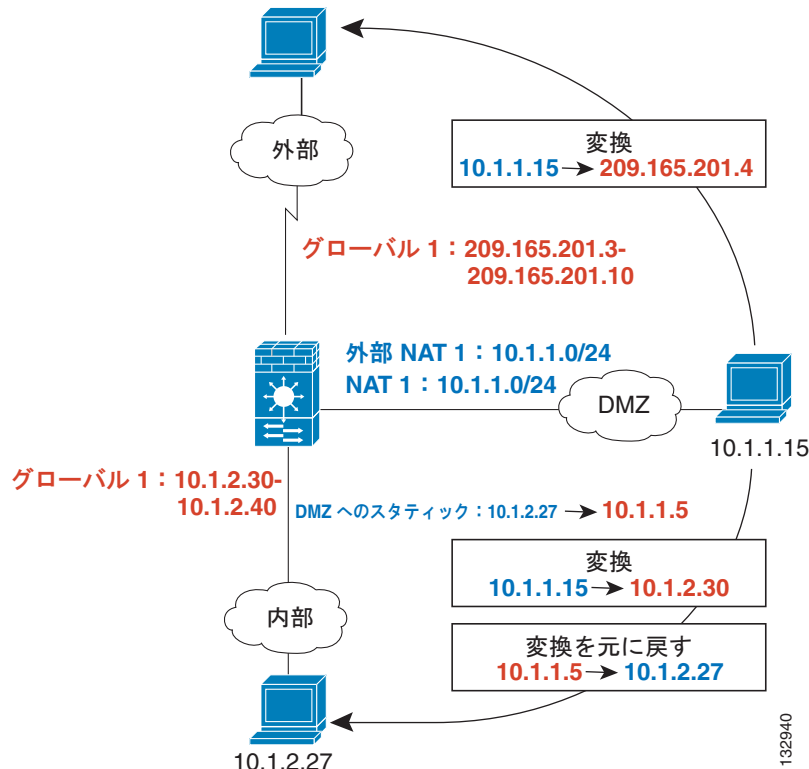 変換
10.1.1.15 → 209.165.201.4
外部
グローバル 1：209.165.201.3-
209.165.201.10
外部 NAT 1：10.1.1.0/24
NAT 1：10.1.1.0/24
DMZ
10.1.1.15
グローバル 1：10.1.2.30-
10.1.2.40
DMZ へのスタティック：10.1.2.27 → 10.1.1.5
変換
10.1.1.15 → 10.1.2.30
内部
変換を元に戻す
10.1.1.5 → 10.1.2.27
10.1.2.27
132940